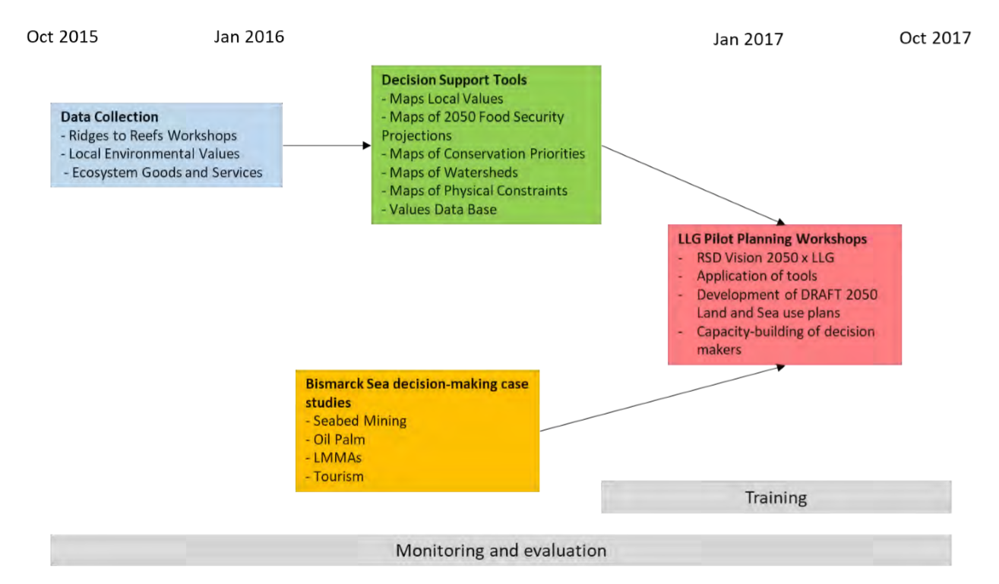 Oct 2015
Jan 2016
Jan 2017
Oct 2017
Data Collection
- Ridges to Reefs Workshops
- Local Environmental Values
- Ecosystem Goods and Services
Decision Support Tools
- Maps Local Values
- Maps of 2050 Food Security
Projections
- Maps of Conservation Priorities
- Maps of Watersheds
- Maps of Physical Constraints
- Values Data Base
LLG Pilot Planning Workshops
- RSD Vision 2050 x LLG
- Application of tools
- Development of DRAFT 2050
Land and Sea use plans
- Capacity-building of decision
makers
Bismarck Sea decision-making case
studies
- Seabed Mining
- Oil Palm
- LMMAs
- Tourism
Training
Monitoring and evaluation